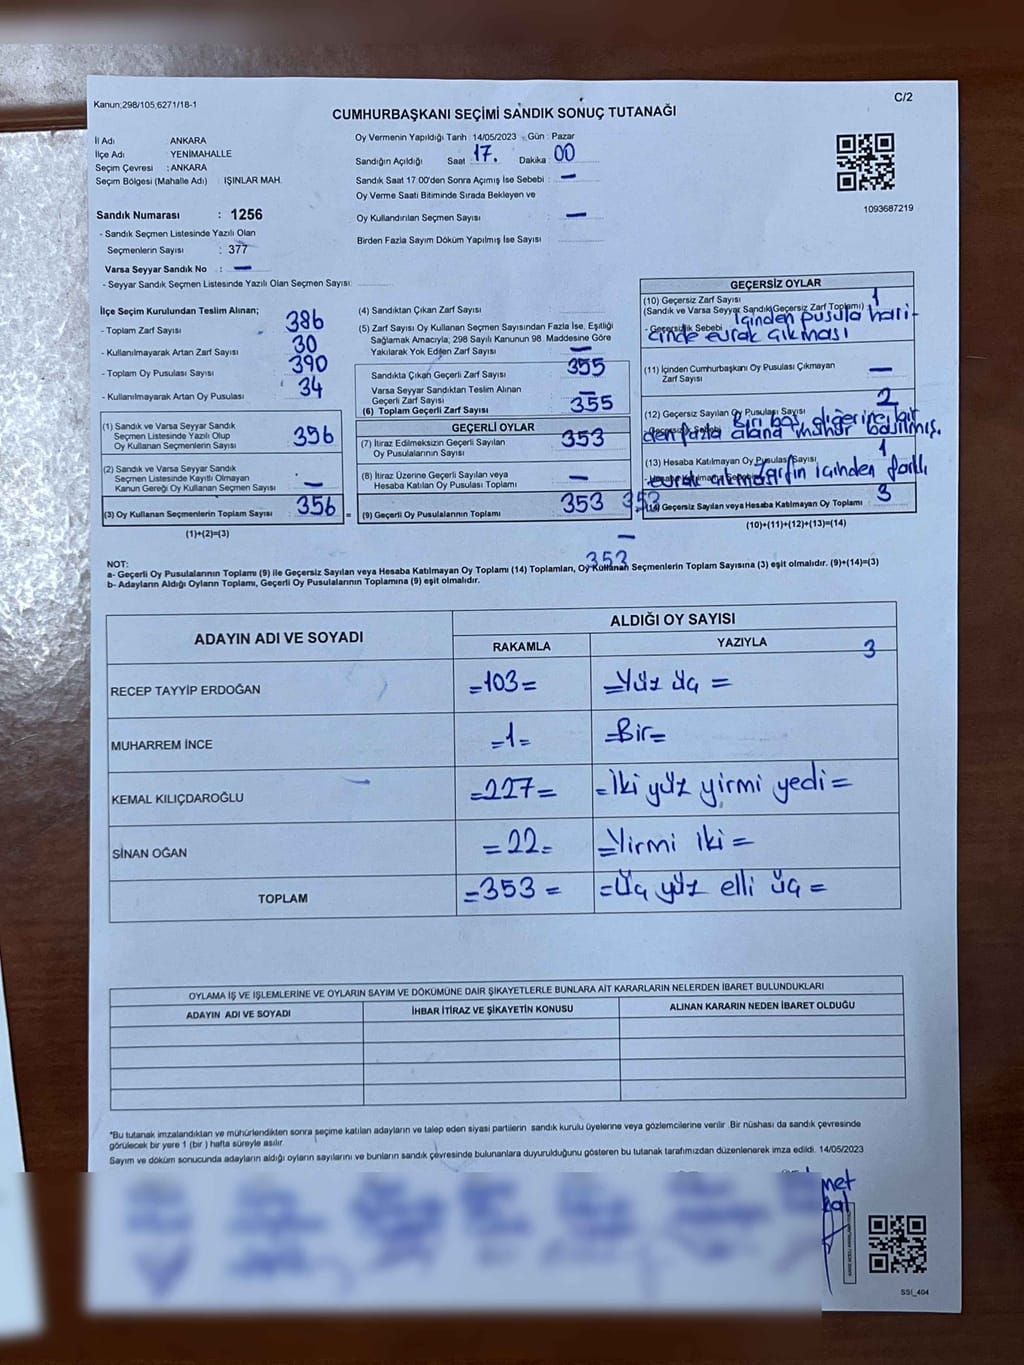 Kanun;298/105;6271/18-1
C/2
CUMHURBAŞKANI SEÇİMİ SANDIK SONUÇ TUTANAĞI
İl Adı : ANKARA
İlçe Adı : YENİMAHALLE
Seçim Çevresi : ANKARA
Seçim Bölgesi (Mahalle Adı) : IŞINLAR MAH.
Sandık Numarası : 1256
- Sandık Seçmen Listesinde Yazılı Olan
Seçmenlerin Sayısı : 377
Varsa Seyyar Sandık No : —
- Seyyar Sandık Seçmen Listesinde Yazılı Olan Seçmen Sayısı:
Oy Vermenin Yapıldığı Tarih : 14/05/2023 Gün : Pazar
Sandığın Açıldığı Saat 17. Dakika : 00
Sandık Saat 17:00'den Sonra Açımış İse Sebebi : —
Oy Verme Saati Bitiminde Sırada Bekleyen ve
Oy Kullandırılan Seçmen Sayısı : —
Birden Fazla Sayım Döküm Yapılmış İse Sayısı :
1093687219
İlçe Seçim Kurulundan Teslim Alınan;
- Toplam Zarf Sayısı 386
- Kullanılmayarak Artan Zarf Sayısı 30
- Toplam Oy Pusulası Sayısı 390
- Kullanılmayarak Artan Oy Pusulası 34
(1) Sandık ve Varsa Seyyar Sandık
Seçmen Listesinde Yazılı Olup
Oy Kullanan Seçmenlerin Sayısı 356
(2) Sandık ve Varsa Seyyar Sandık
Seçmen Listesinde Kayıtlı Olmayan
Kanun Gereği Oy Kullanan Seçmen Sayısı —
(3) Oy Kullanan Seçmenlerin Toplam Sayısı 356 =
(1)+(2)=(3)
(4) Sandıktan Çıkan Zarf Sayısı
(5) Zarf Sayısı Oy Kullanan Seçmen Sayısından Fazla İse, Eşitliği
Sağlamak Amacıyla; 298 Sayılı Kanunun 98. Maddesine Göre
Yakılarak Yok Edilen Zarf Sayısı —
Sandıkta Çıkan Geçerli Zarf Sayısı 355
Varsa Seyyar Sandıktan Teslim Alınan
Geçerli Zarf Sayısı —
(6) Toplam Geçerli Zarf Sayısı 355
GEÇERLİ OYLAR
(7) İtiraz Edilmeksizin Geçerli Sayılan
Oy Pusulalarının Sayısı 353
(8) İtiraz Üzerine Geçerli Sayılan veya
Hesaba Katılan Oy Pusulası Toplamı —
(9) Geçerli Oy Pusulalarının Toplamı 353 353
—
353
GEÇERSİZ OYLAR
(10) Geçersiz Zarf Sayısı 1
(Sandık ve Varsa Seyyar Sandık Geçersiz Zarf Toplamı)
- Geçersizlik Sebebi içinden pusula hari-
cinde evrak çıkması
(11) İçinden Cumhurbaşkanı Oy Pusulası Çıkmayan
Zarf Sayısı —
(12) Geçersiz Sayılan Oy Pusulası Sayısı 2
den fazla alana mühür basılmış.
(13) Hesaba Katılmayan Oy Pusulası Sayısı 1
evrak çıkması zarfın içinden farklı
(14) Geçersiz Sayılan veya Hesaba Katılmayan Oy Toplamı 3
(10)+(11)+(12)+(13)=(14)
NOT:
a- Geçerli Oy Pusulalarının Toplamı (9) ile Geçersiz Sayılan veya Hesaba Katılmayan Oy Toplamı (14) Toplamları, Oy Kullanan Seçmenlerin Toplam Sayısına (3) eşit olmalıdır. (9)+(14)=(3)
b- Adayların Aldığı Oyların Toplamı, Geçerli Oy Pusulalarının Toplamına (9) eşit olmalıdır.
ADAYIN ADI VE SOYADI
ALDIĞI OY SAYISI
RAKAMLA YAZIYLA 3
RECEP TAYYİP ERDOĞAN =103= =Yüz üç=
MUHARREM İNCE =1= =Bir=
KEMAL KILIÇDAROĞLU =227= =İki yüz yirmi yedi=
SİNAN OĞAN =22= =Yirmi iki=
TOPLAM =353= =Üç yüz elli üç=
OYLAMA İŞ VE İŞLEMLERİNE VE OYLARIN SAYIM VE DÖKÜMÜNE DAİR ŞİKAYETLERLE BUNLARA AİT KARARLARIN NELERDEN İBARET BULUNDUKLARI
ADAYIN ADI VE SOYADI İHBAR İTİRAZ VE ŞİKAYETİN KONUSU ALINAN KARARIN NEDEN İBARET OLDUĞU
"Bu tutanak imzalandıktan ve mühürlendikten sonra seçime katılan adayların ve talep eden siyasi partilerin sandık kurulu üyelerine veya gözlemcilerine verilir. Bir nüshası da sandık çevresinde
görülecek bir yere 1 (bir) hafta süreyle asılır.
Sayım ve döküm sonucunda adayların aldığı oyların sayılarını ve bunların sandık çevresinde bulunanlara duyurulduğunu gösteren bu tutanak tarafımızdan düzenlenerek imza edildi. 14/05/2023
met
SSI_404